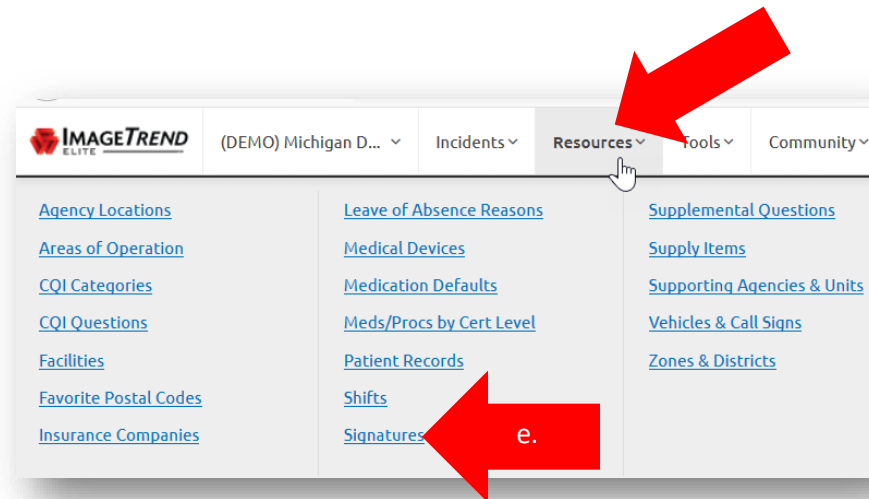 IMAGETREND
ELITE
(DEMO) Michigan D...
Incidents
Resources
Tools
Community
Agency Locations
Areas of Operation
CQI Categories
CQI Questions
Facilities
Favorite Postal Codes
Insurance Companies
Leave of Absence Reasons
Medical Devices
Medication Defaults
Meds/Procs by Cert Level
Patient Records
Shifts
Signatures
e.
Supplemental Questions
Supply Items
Supporting Agencies & Units
Vehicles & Call Signs
Zones & Districts